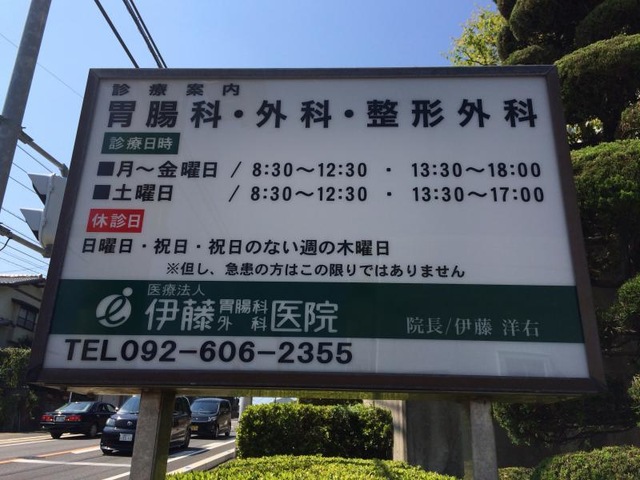 診療案内
胃腸科・外科・整形外科
診療日時
■月～金曜日 / 8:30～12:30 ・ 13:30～18:00
■土曜日 / 8:30～12:30 ・ 13:30～17:00
休診日
日曜日・祝日・祝日のない週の木曜日
※但し、急患の方はこの限りではありません
医療法人
伊藤胃腸科外科医院 院長/伊藤 洋右
TEL092-606-2355